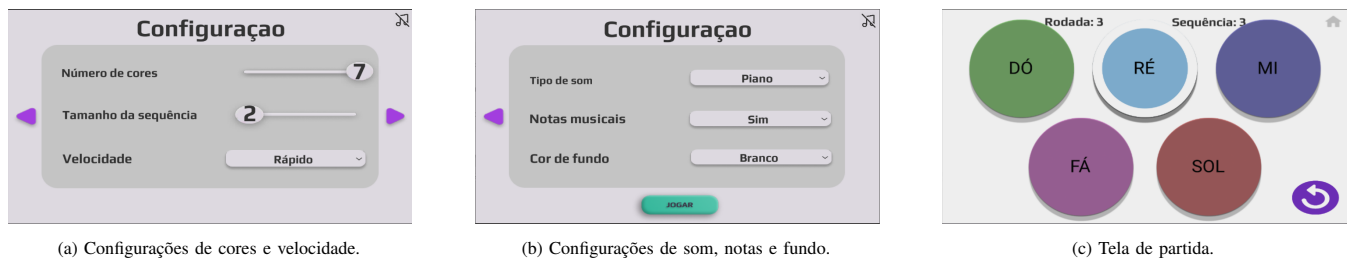 Configuraçao
Número de cores
7
Tamanho da sequência
2
Velocidade
Rápido
(a) Configurações de cores e velocidade.
Configuraçao
Tipo de som
Piano
Notas musicais
Sim
Cor de fundo
Branco
JOGAR
(b) Configurações de som, notas e fundo.
Rodada: 3
Sequência: 3
DÓ
RÉ
MI
FÁ
SOL
(c) Tela de partida.